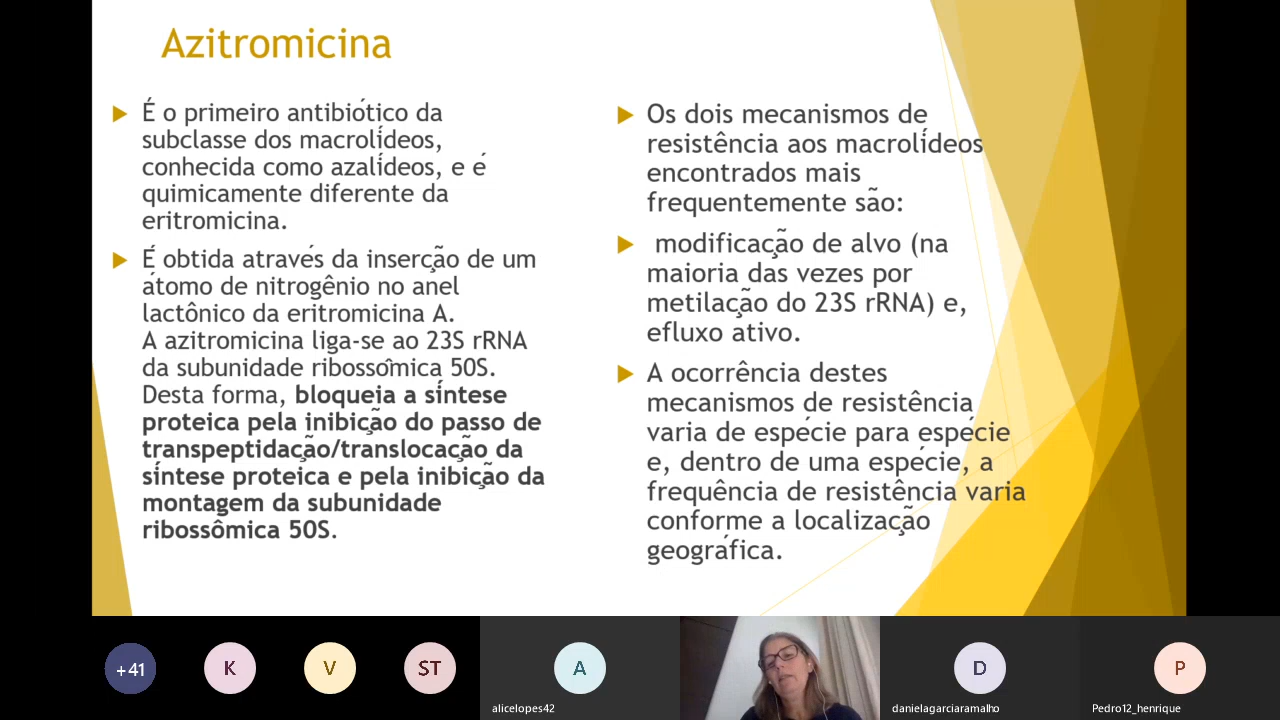 Azitromicina
É o primeiro antibiótico da
subclasse dos macrolídeos,
conhecida como azalídeos, e é
quimicamente diferente da
eritromicina.
É obtida através da inserção de um
átomo de nitrogênio no anel
lactônico da eritromicina A.
A azitromicina liga-se ao 23S rRNA
da subunidade ribossômica 50S.
Desta forma, bloqueia a síntese
proteica pela inibição do passo de
transpeptidação/translocação da
síntese proteica e pela inibição da
montagem da subunidade
ribossômica 50S.
Os dois mecanismos de
resistência aos macrolídeos
encontrados mais
frequentemente são:
modificação de alvo (na
maioria das vezes por
metilação do 23S rRNA) e,
efluxo ativo.
A ocorrência destes
mecanismos de resistência
varia de espécie para espécie
e, dentro de uma espécie, a
frequência de resistência varia
conforme a localização
geográfica.
+41
K
V
ST
A
D
P
alicelopes42
danielagarciaramalho
Pedro12_henrique